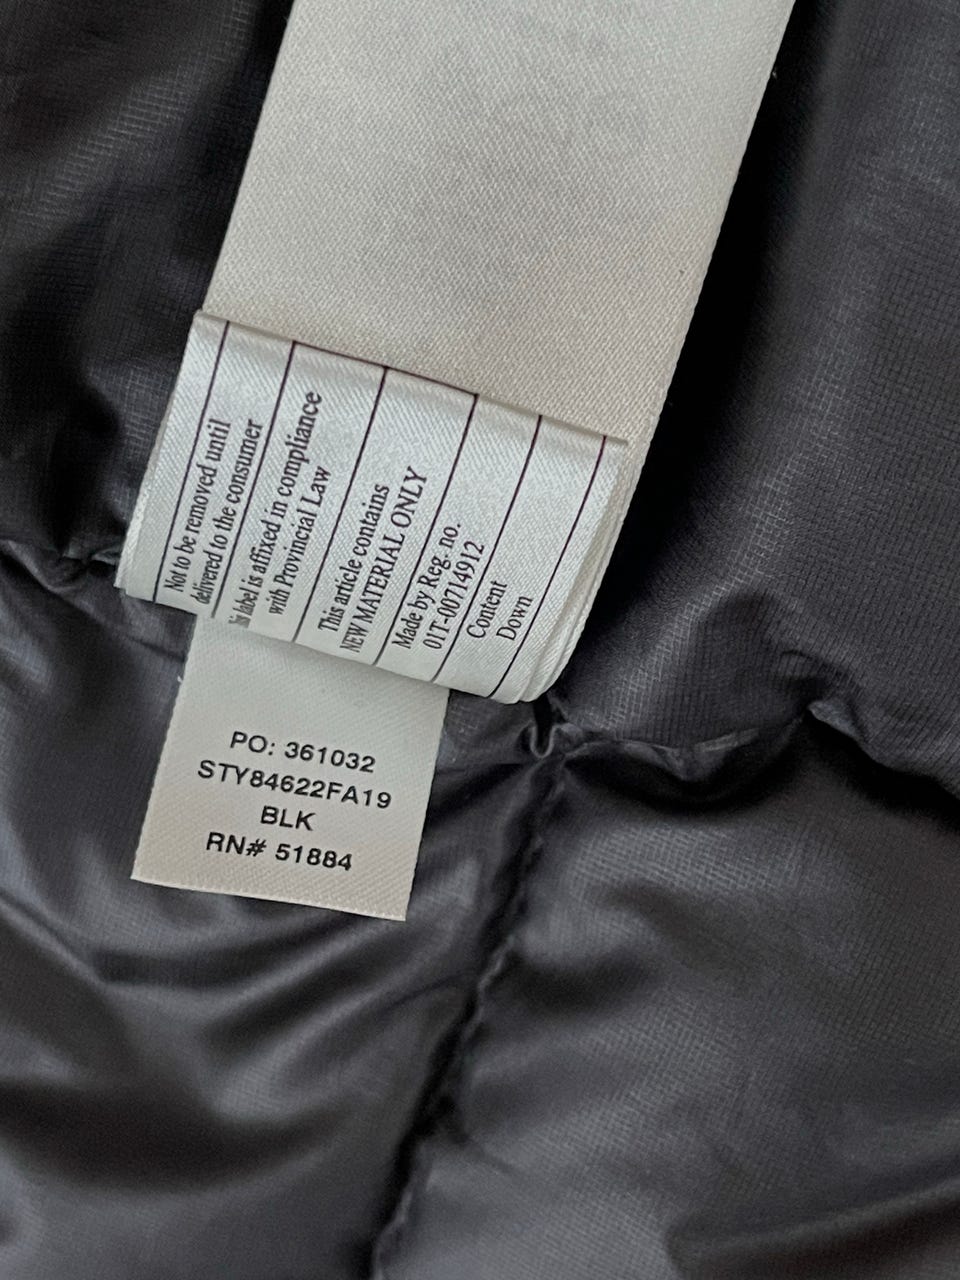 Not to be removed until
delivered to the consumer
label is affixed in compliance
with Provincial Law
This article contains
NEW MATERIAL ONLY
Made by Reg. no.
01T-00714912
Content
Down
PO: 361032
STY84622FA19
BLK
RN# 51884